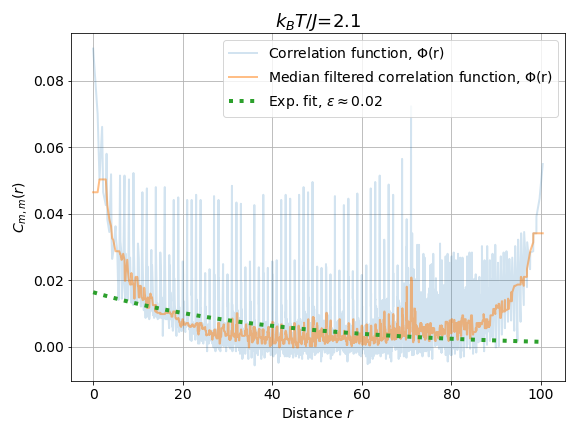 k_BT/J=2.1
Correlation function, Φ(r)
Median filtered correlation function, Φ(r)
Exp. fit, ε≈0.02
C_{m,m}(r)
0.08
0.06
0.04
0.02
0.00
0 20 40 60 80 100
Distance r